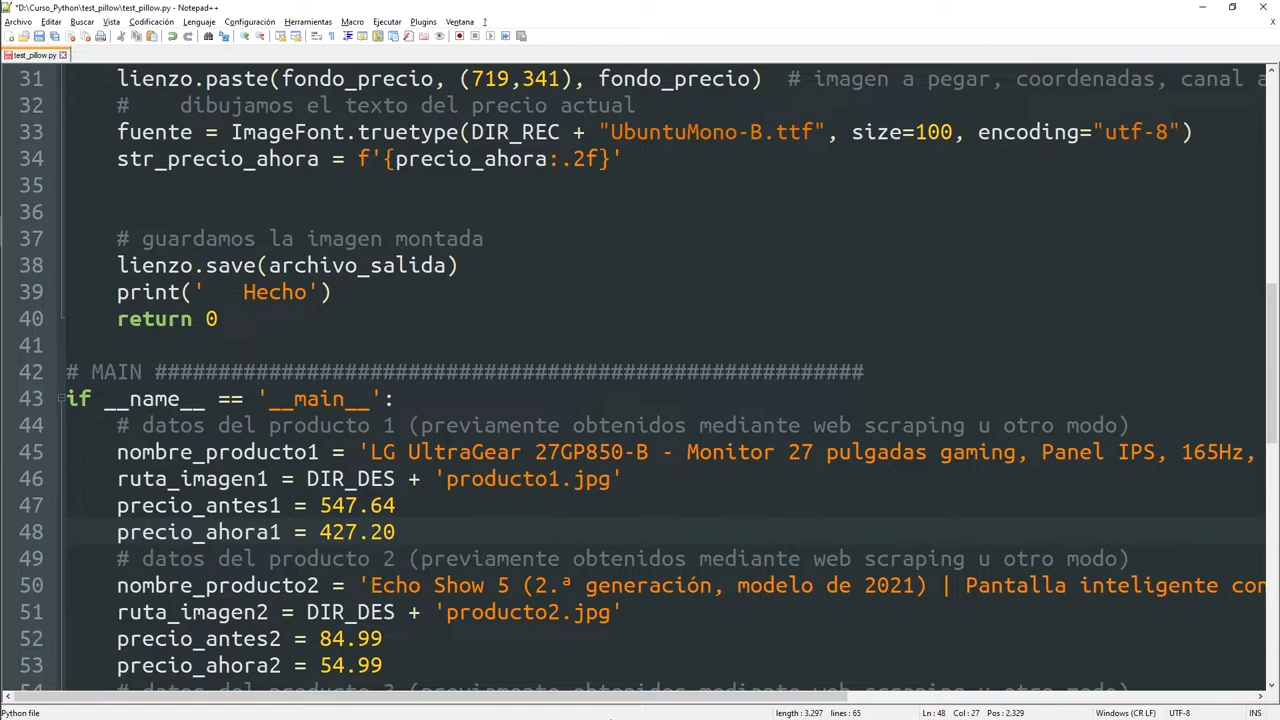 *D:\Curso_Python\test_pillow\test_pillow.py - Notepad++
Archivo Editar Buscar Vista Codificación Lenguaje Configuración Herramientas Macro Ejecutar Plugins Ventana ?
test_pillow.py
31 lienzo.paste(fondo_precio, (719,341), fondo_precio) # imagen a pegar, coordenadas, canal a
32 # dibujamos el texto del precio actual
33 fuente = ImageFont.truetype(DIR_REC + "UbuntuMono-B.ttf", size=100, encoding="utf-8")
34 str_precio_ahora = f'{precio_ahora:.2f}'
35
36
37 # guardamos la imagen montada
38 lienzo.save(archivo_salida)
39 print('   Hecho')
40 return 0
41
42 # MAIN ########################################################
43 if __name__ == '__main__':
44 # datos del producto 1 (previamente obtenidos mediante web scraping u otro modo)
45 nombre_producto1 = 'LG UltraGear 27GP850-B - Monitor 27 pulgadas gaming, Panel IPS, 165Hz,
46 ruta_imagen1 = DIR_DES + 'producto1.jpg'
47 precio_antes1 = 547.64
48 precio_ahora1 = 427.20
49 # datos del producto 2 (previamente obtenidos mediante web scraping u otro modo)
50 nombre_producto2 = 'Echo Show 5 (2.ª generación, modelo de 2021) | Pantalla inteligente con
51 ruta_imagen2 = DIR_DES + 'producto2.jpg'
52 precio_antes2 = 84.99
53 precio_ahora2 = 54.99
Python file length : 3.297 lines : 65 Ln : 48 Col : 27 Pos : 2.329 Windows (CR LF) UTF-8 INS